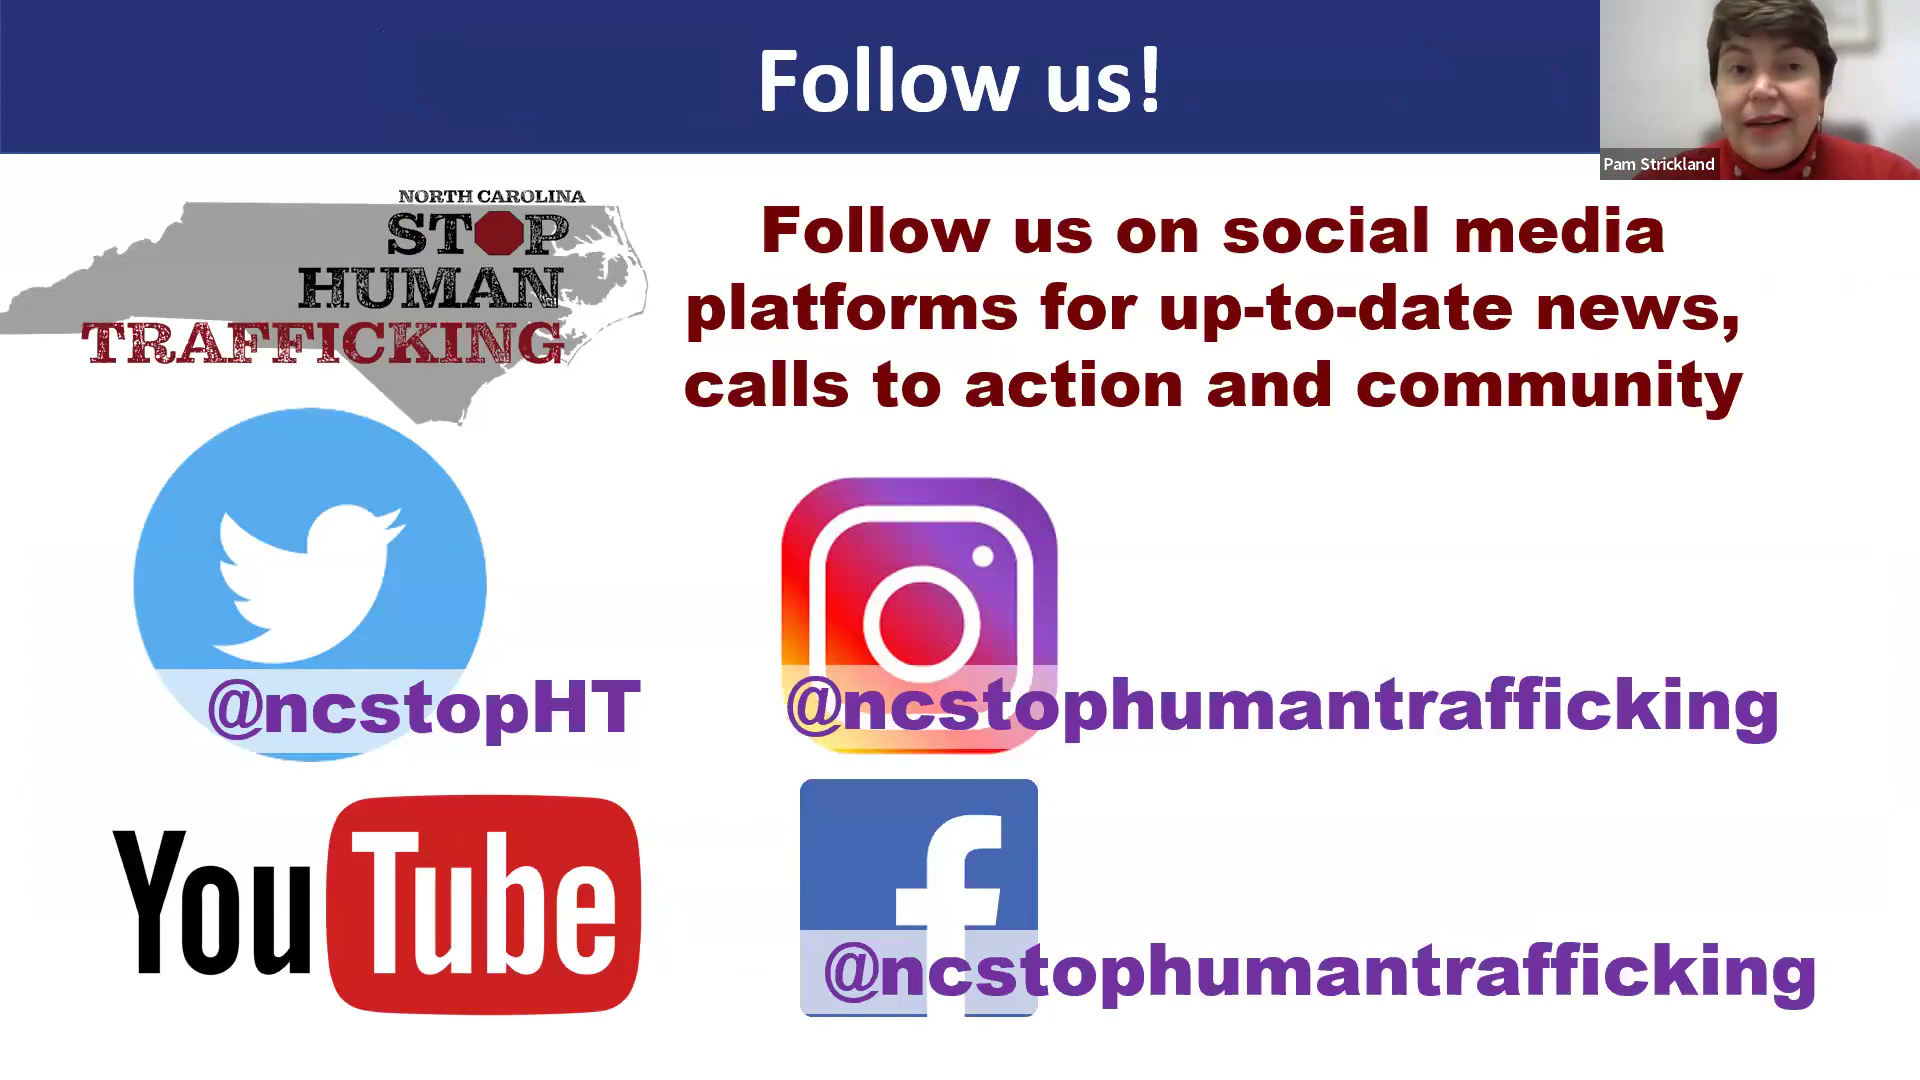 Follow us!
Pam Strickland
NORTH CAROLINA
STOP
HUMAN
TRAFFICKING
Follow us on social media
platforms for up-to-date news,
calls to action and community
@ncstopHT
@ncstophumantrafficking
YouTube
@ncstophumantrafficking